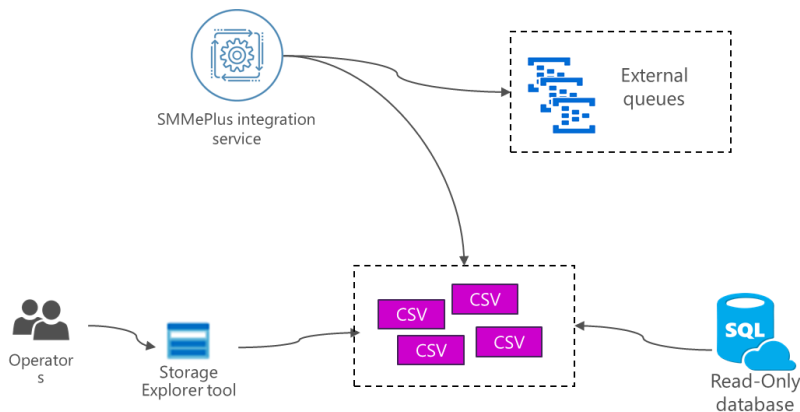 External
queues
SMMePlus integration
service
CSV
CSV
CSV
CSV
SQL
Operator
s
Storage
Explorer tool
Read-Only
database